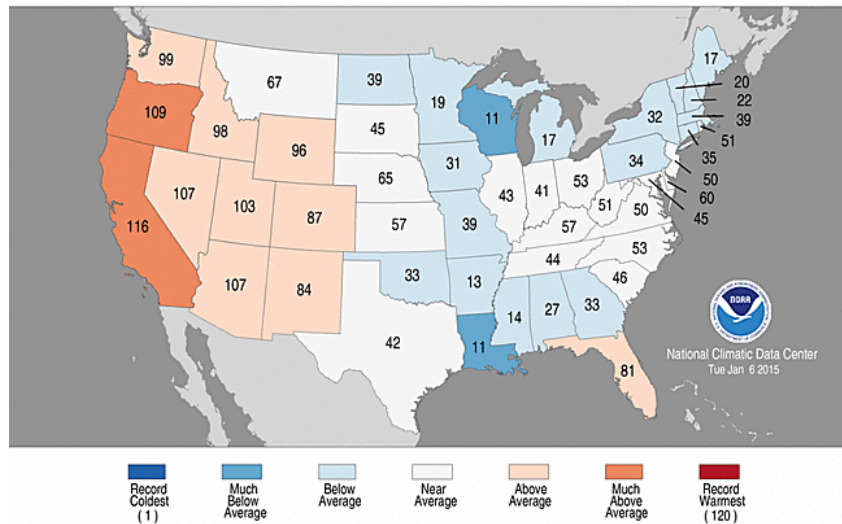 99
67
39
19
17
20
22
39
51
35
50
60
45
109
98
96
45
11
17
32
34
65
31
107
103
87
57
39
43
41
53
51
50
57
116
107
84
33
13
44
53
46
42
11
14
27
33
81
NOAA
National Climatic Data Center
Tue Jan 6 2015
Record
Coldest
(1)
Much
Below
Average
Below
Average
Near
Average
Above
Average
Much
Above
Average
Record
Warmest
(120)